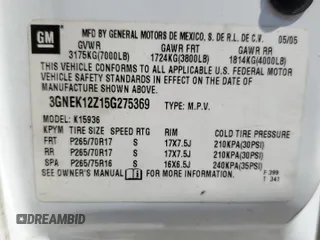 GM
MFD BY GENERAL MOTORS DE MEXICO, S. DE R.L. DE C.V. 05/05
GVWR GAWR FRT GAWR RR
3175KG(7000LB) 1724KG(3800LB) 1814KG(4000LB)
THIS VEHICLE CONFORMS TO ALL APPLICABLE U.S. FEDERAL
MOTOR VEHICLE SAFETY STANDARDS IN EFFECT ON THE DATE OF
MANUFACTURE SHOWN ABOVE.
3GNEK12Z15G275369 TYPE: M.P.V.
MODEL: K15936
KPYM TIRE SIZE SPEED RTG RIM COLD TIRE PRESSURE
FRT P265/70R17 S 17X7.5J 210KPA(30PSI)
RR P265/70R17 S 17X7.5J 210KPA(30PSI)
SPA P265/75R16 S 16X6.5J 240KPA(35PSI)
SEE OWNER'S MANUAL FOR ADDITIONAL INFORMATION.
F 399
T 341
DREAMBID